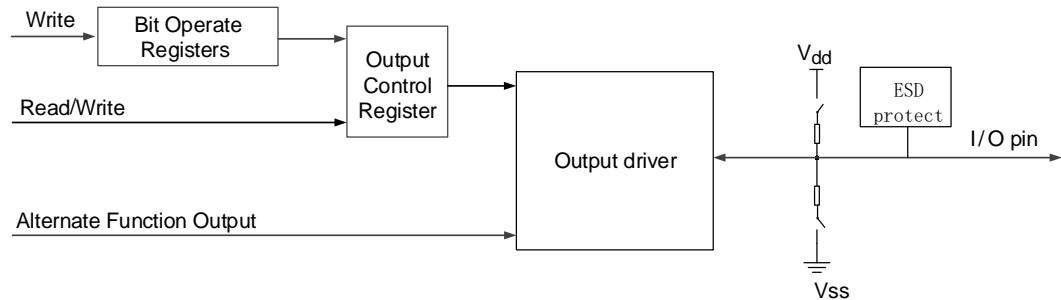 Write
Bit Operate
Registers
Output
Control
Register
Read/Write
Alternate Function Output
Output driver
Vdd
ESD
protect
I/O pin
Vss